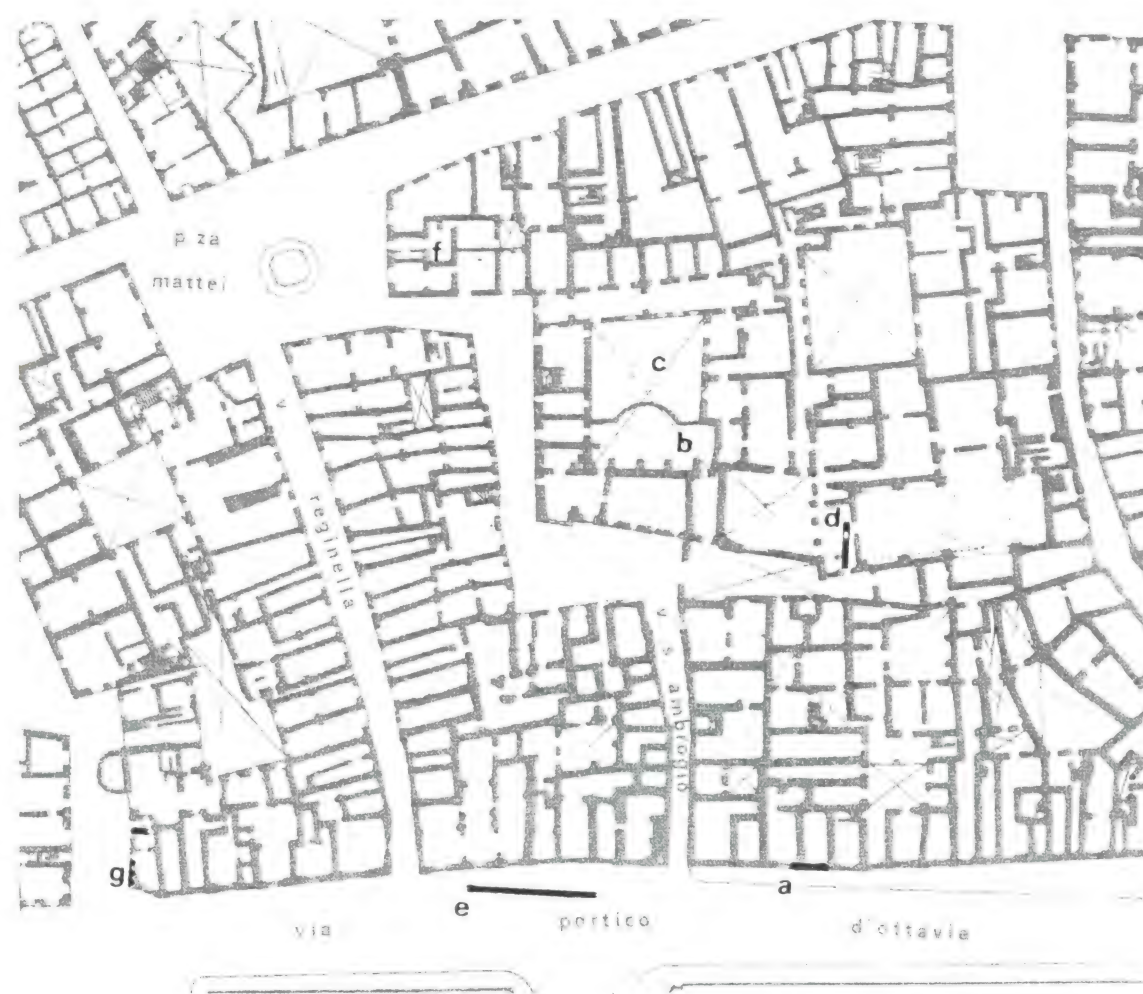 p.za
mattei
f
c
b
d
v. reginella
v. s. ambrogio
g
e
a
via portico d'ottavia